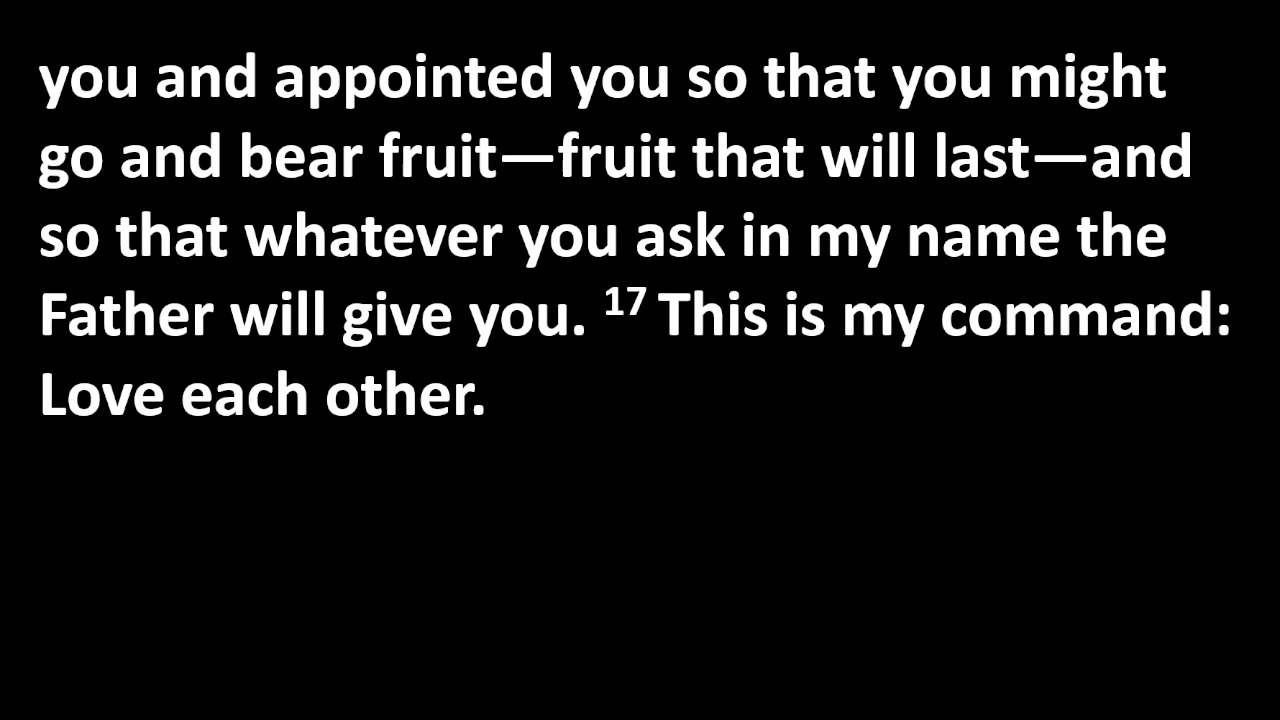 you and appointed you so that you might
go and bear fruit—fruit that will last—and
so that whatever you ask in my name the
Father will give you. 17 This is my command:
Love each other.